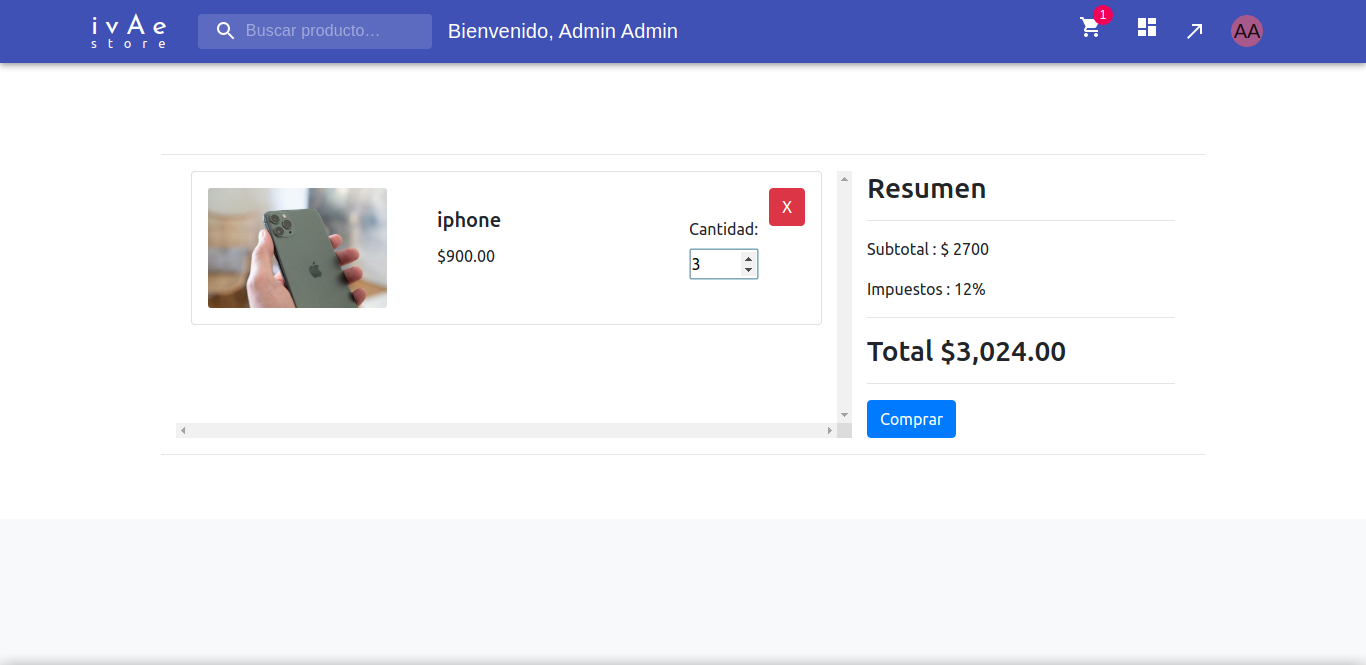 ivAe
store
Buscar producto…
Bienvenido, Admin Admin
1
AA
iphone
$900.00
Cantidad:
3
X
Resumen
Subtotal : $ 2700
Impuestos : 12%
Total $3,024.00
Comprar